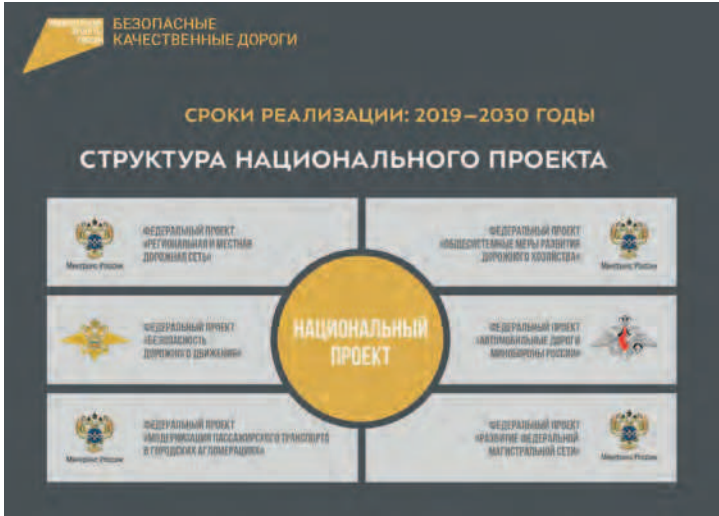 НАЦИОНАЛЬНЫЕ
ПРОЕКТЫ
РОССИИ
БЕЗОПАСНЫЕ
КАЧЕСТВЕННЫЕ ДОРОГИ
СРОКИ РЕАЛИЗАЦИИ: 2019–2030 ГОДЫ
СТРУКТУРА НАЦИОНАЛЬНОГО ПРОЕКТА
ФЕДЕРАЛЬНЫЙ ПРОЕКТ
«РЕГИОНАЛЬНАЯ И МЕСТНАЯ
ДОРОЖНАЯ СЕТЬ»
Минтранс России
ФЕДЕРАЛЬНЫЙ ПРОЕКТ
«ОБЩЕСИСТЕМНЫЕ МЕРЫ РАЗВИТИЯ
ДОРОЖНОГО ХОЗЯЙСТВА»
Минтранс России
ФЕДЕРАЛЬНЫЙ ПРОЕКТ
«БЕЗОПАСНОСТЬ
ДОРОЖНОГО ДВИЖЕНИЯ»
НАЦИОНАЛЬНЫЙ
ПРОЕКТ
ФЕДЕРАЛЬНЫЙ ПРОЕКТ
«АВТОМОБИЛЬНЫЕ ДОРОГИ
МИНОБОРОНЫ РОССИИ»
ФЕДЕРАЛЬНЫЙ ПРОЕКТ
«МОДЕРНИЗАЦИЯ ПАССАЖИРСКОГО ТРАНСПОРТА
В ГОРОДСКИХ АГЛОМЕРАЦИЯХ»
Минтранс России
ФЕДЕРАЛЬНЫЙ ПРОЕКТ
«РАЗВИТИЕ ФЕДЕРАЛЬНОЙ
МАГИСТРАЛЬНОЙ СЕТИ»
Минтранс России